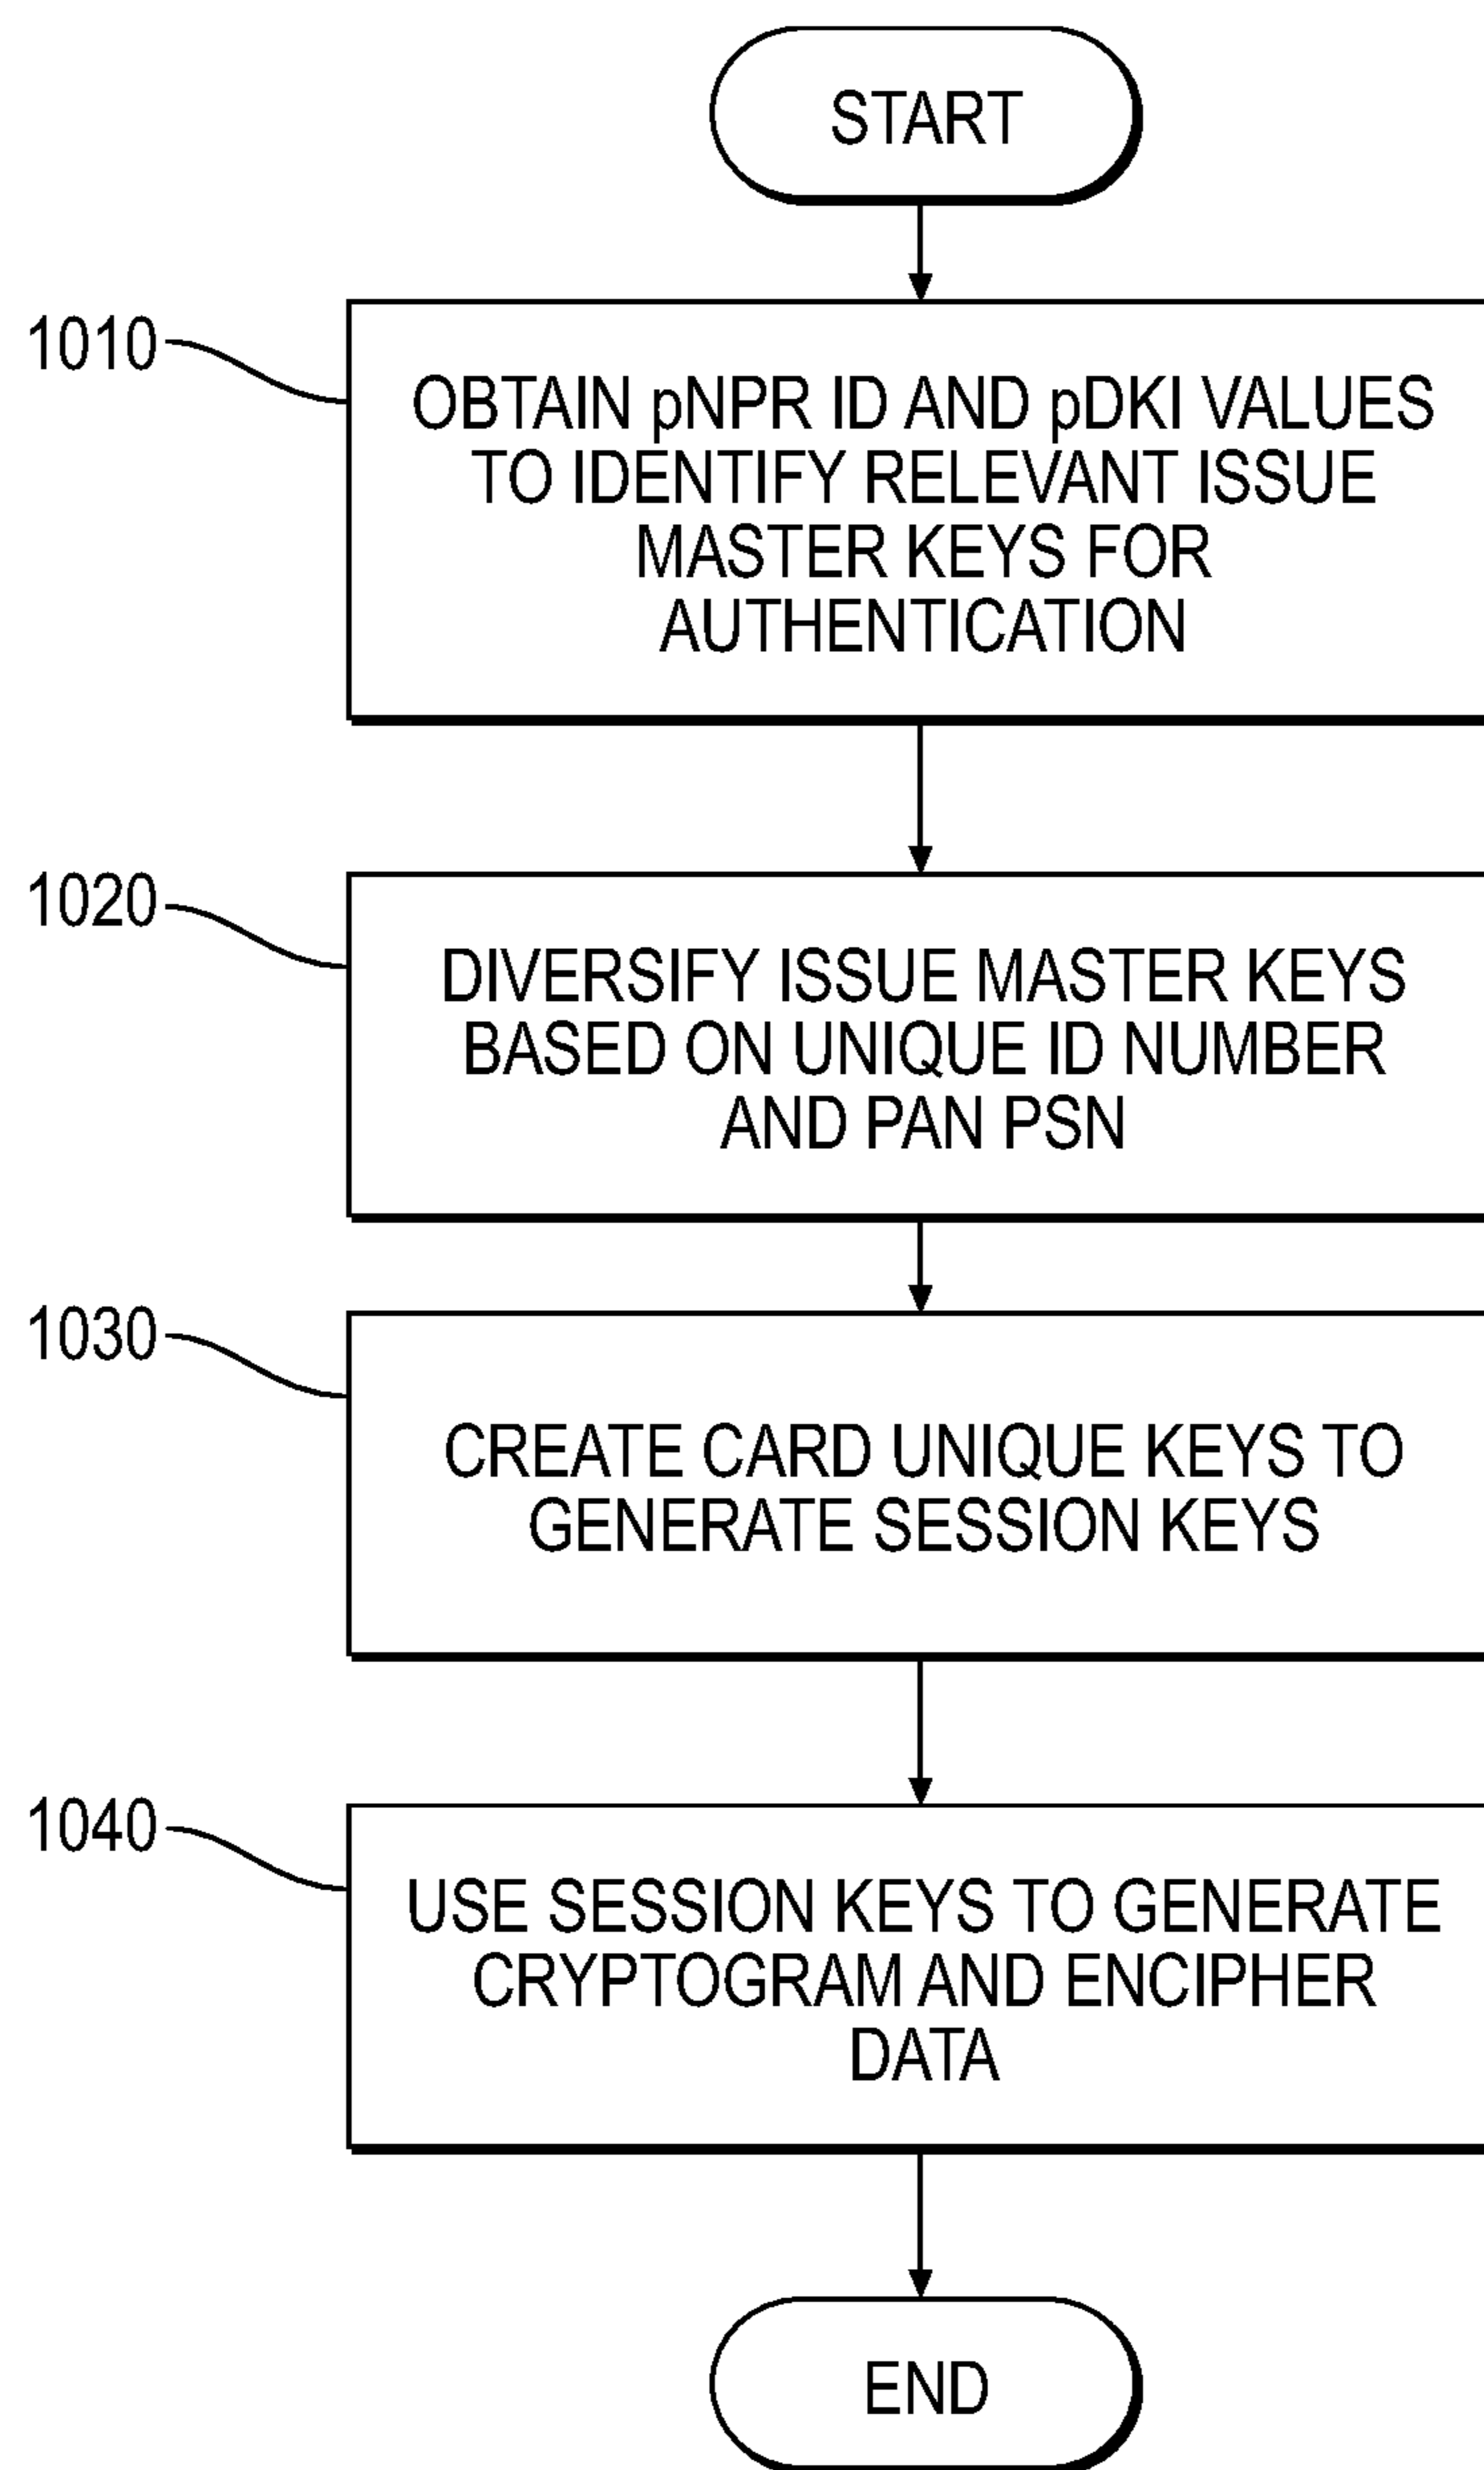 START
1010
OBTAIN pNPR ID AND pDKI VALUES
TO IDENTIFY RELEVANT ISSUE
MASTER KEYS FOR
AUTHENTICATION
1020
DIVERSIFY ISSUE MASTER KEYS
BASED ON UNIQUE ID NUMBER
AND PAN PSN
1030
CREATE CARD UNIQUE KEYS TO
GENERATE SESSION KEYS
1040
USE SESSION KEYS TO GENERATE
CRYPTOGRAM AND ENCIPHER
DATA
END